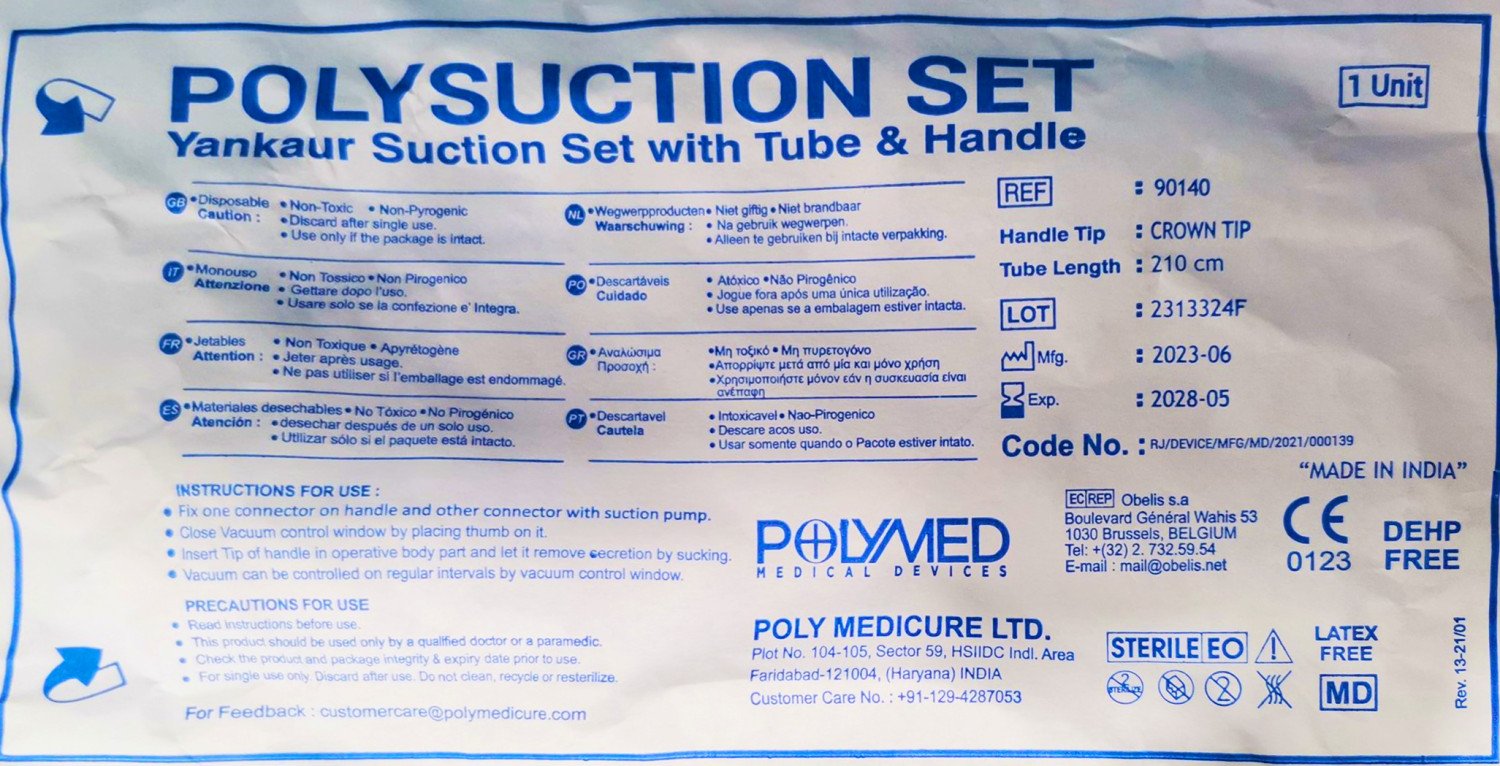 POLYSUCTION SET
1 Unit
Yankaur Suction Set with Tube & Handle
GB • Disposable • Non-Toxic • Non-Pyrogenic
Caution : • Discard after single use.
• Use only if the package is intact.
IT • Monouso • Non Tossico • Non Pirogenico
Attenzione • Gettare dopo l'uso.
• Usare solo se la confezione e' Integra.
FR • Jetables • Non Toxique • Apyrétogène
Attention : • Jeter après usage.
• Ne pas utiliser si l'emballage est endommagé.
ES • Materiales desechables • No Tóxico • No Pirogénico
Atención : • desechar después de un solo uso.
• Utilizar sólo si el paquete está intacto.
NL • Wegwerpproducten • Niet giftig • Niet brandbaar
Waarschuwing : • Na gebruik wegwerpen.
• Alleen te gebruiken bij intacte verpakking.
PO • Descartáveis • Atóxico • Não Pirogênico
Cuidado • Jogue fora após uma única utilização.
• Use apenas se a embalagem estiver intacta.
GR • Αναλώσιμα • Μη τοξικό • Μη πυρετογόνο
Προσοχή : • Απορρίψτε μετά από μία και μόνο χρήση
• Χρησιμοποιήστε μόνον εάν η συσκευασία είναι
ανέπαφη
PT • Descartavel • Intoxicavel • Nao-Pirogenico
Cautela • Descare acos uso.
• Usar somente quando o Pacote estiver intato.
REF : 90140
Handle Tip : CROWN TIP
Tube Length : 210 cm
LOT : 2313324F
Mfg. : 2023-06
Exp. : 2028-05
Code No. : RJ/DEVICE/MFG/MD/2021/000139
"MADE IN INDIA"
INSTRUCTIONS FOR USE :
• Fix one connector on handle and other connector with suction pump.
• Close Vacuum control window by placing thumb on it.
• Insert Tip of handle in operative body part and let it remove secretion by sucking.
• Vacuum can be controlled on regular intervals by vacuum control window.
PRECAUTIONS FOR USE
• Read Instructions before use.
• This product should be used only by a qualified doctor or a paramedic.
• Check the product and package integrity & expiry date prior to use.
• For single use only. Discard after use. Do not clean, recycle or resterilize.
For Feedback : customercare@polymedicure.com
POLYMED
MEDICAL DEVICES
POLY MEDICURE LTD.
Plot No. 104-105, Sector 59, HSIIDC Indl. Area
Faridabad-121004, (Haryana) INDIA
Customer Care No. : +91-129-4287053
EC REP Obelis s.a
Boulevard Général Wahis 53
1030 Brussels, BELGIUM
Tel: +(32) 2. 732.59.54
E-mail : mail@obelis.net
CE
0123
DEHP
FREE
STERILE EO
2
STERILIZE
2
LATEX
FREE
MD
Rev. 13-21/01